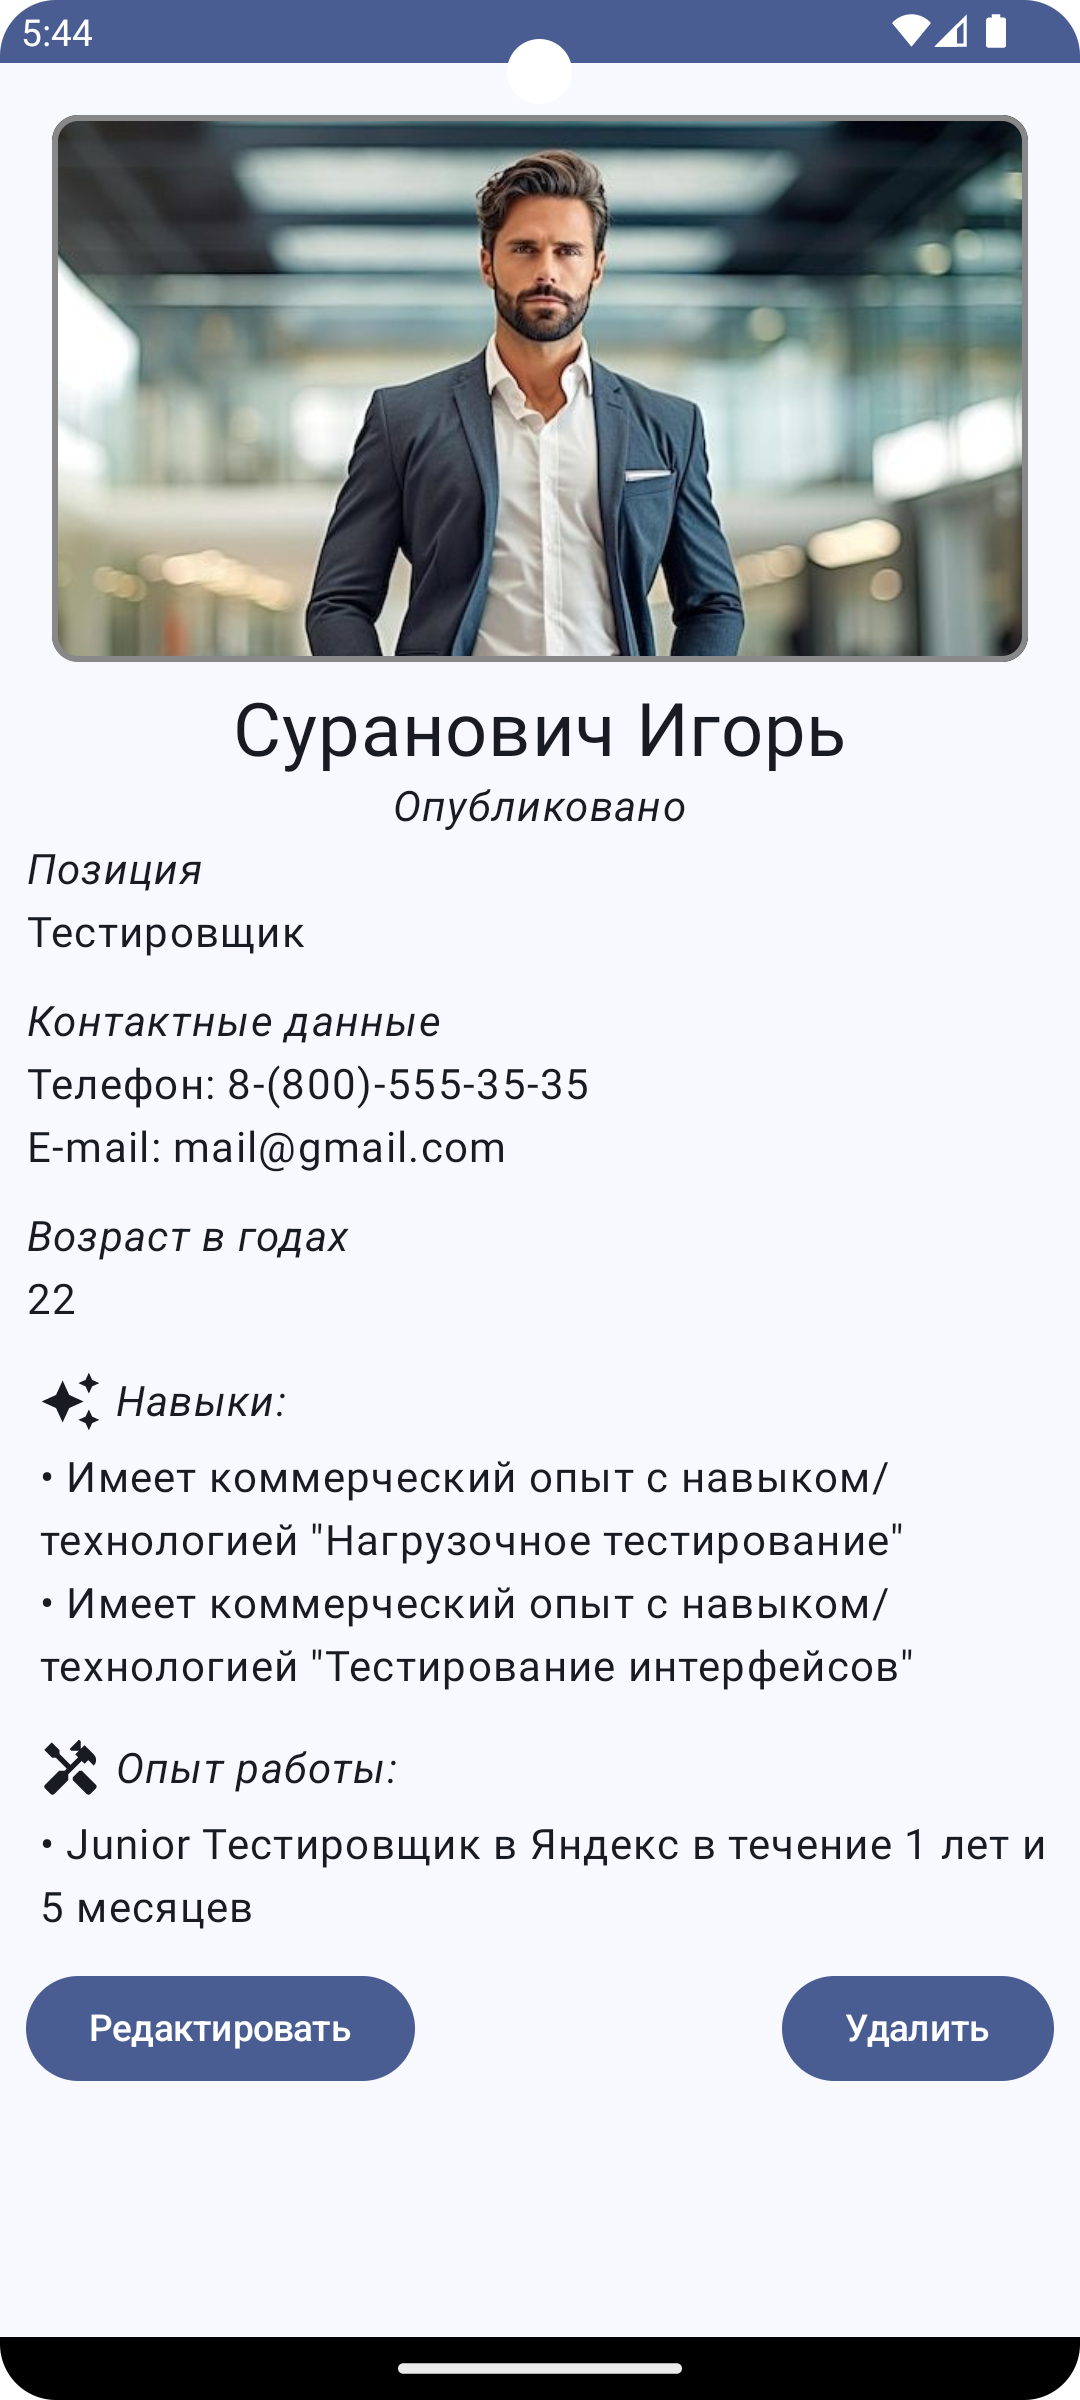 5:44
Суранович Игорь
Опубликовано
Позиция
Тестировщик
Контактные данные
Телефон: 8-(800)-555-35-35
E-mail: mail@gmail.com
Возраст в годах
22
Навыки:
• Имеет коммерческий опыт с навыком/
технологией "Нагрузочное тестирование"
• Имеет коммерческий опыт с навыком/
технологией "Тестирование интерфейсов"
Опыт работы:
• Junior Тестировщик в Яндекс в течение 1 лет и
5 месяцев
Редактировать
Удалить